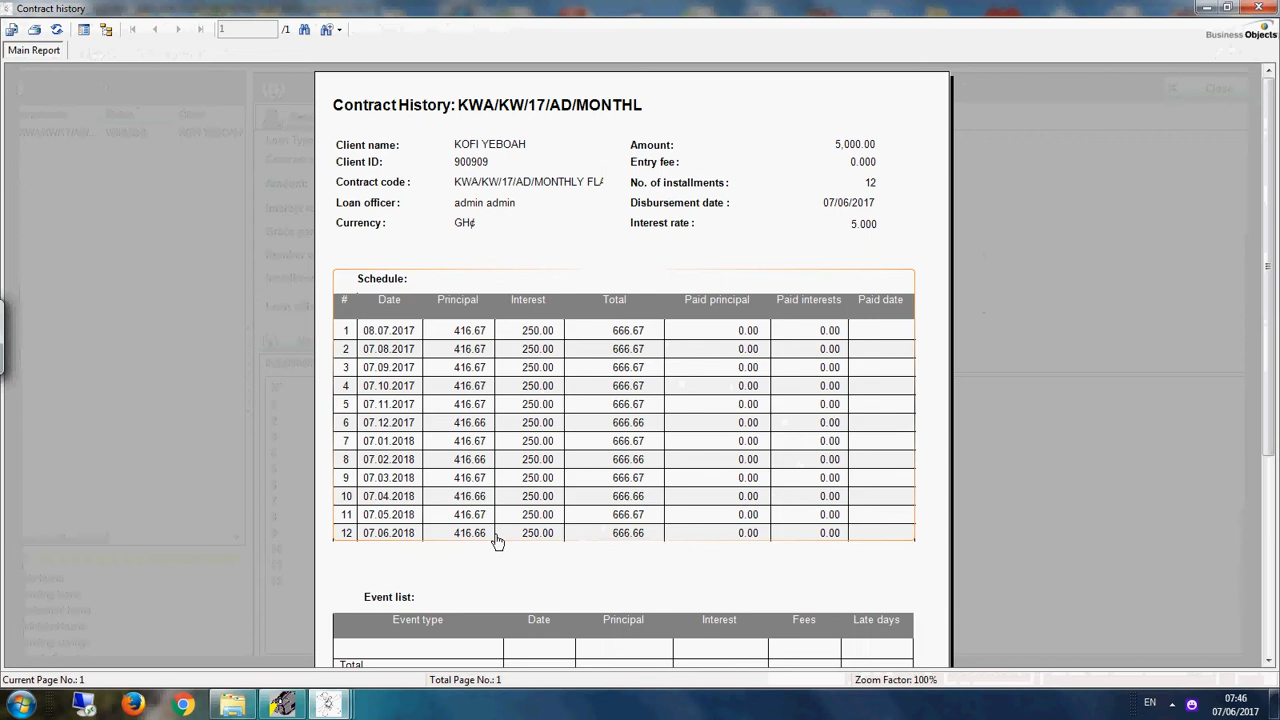 Contract history
1 /1
Business Objects
Main Report
Contract History: KWA/KW/17/AD/MONTHL
Client name: KOFI YEBOAH Amount: 5,000.00
Client ID: 900909 Entry fee: 0.000
Contract code: KWA/KW/17/AD/MONTHLY FLA No. of installments: 12
Loan officer: admin admin Disbursement date: 07/06/2017
Currency: GH¢ Interest rate: 5.000
Schedule:
# Date Principal Interest Total Paid principal Paid interests Paid date
1 08.07.2017 416.67 250.00 666.67 0.00 0.00
2 07.08.2017 416.67 250.00 666.67 0.00 0.00
3 07.09.2017 416.67 250.00 666.67 0.00 0.00
4 07.10.2017 416.67 250.00 666.67 0.00 0.00
5 07.11.2017 416.67 250.00 666.67 0.00 0.00
6 07.12.2017 416.66 250.00 666.66 0.00 0.00
7 07.01.2018 416.67 250.00 666.67 0.00 0.00
8 07.02.2018 416.66 250.00 666.66 0.00 0.00
9 07.03.2018 416.67 250.00 666.67 0.00 0.00
10 07.04.2018 416.66 250.00 666.66 0.00 0.00
11 07.05.2018 416.67 250.00 666.67 0.00 0.00
12 07.06.2018 416.66 250.00 666.66 0.00 0.00
Event list:
Event type Date Principal Interest Fees Late days
Total
Current Page No.: 1 Total Page No.: 1 Zoom Factor: 100%
EN 07:46
07/06/2017